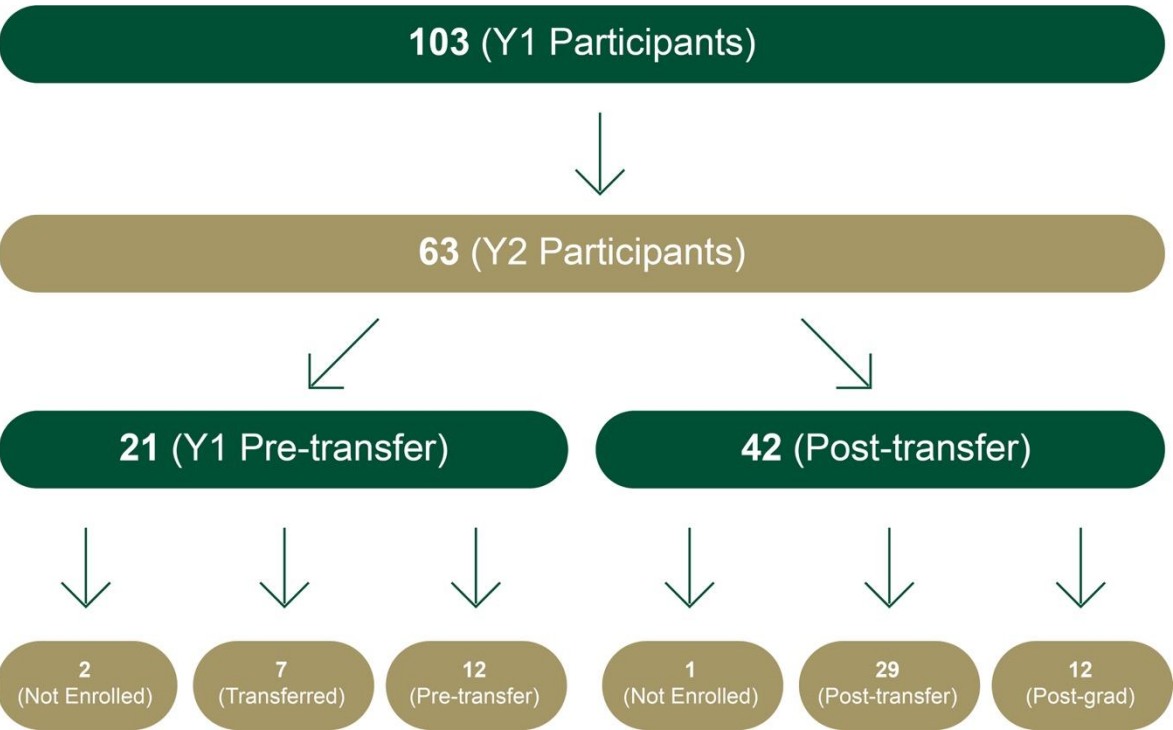 103 (Y1 Participants)
63 (Y2 Participants)
21 (Y1 Pre-transfer)
42 (Post-transfer)
2
(Not Enrolled)
7
(Transferred)
12
(Pre-transfer)
1
(Not Enrolled)
29
(Post-transfer)
12
(Post-grad)